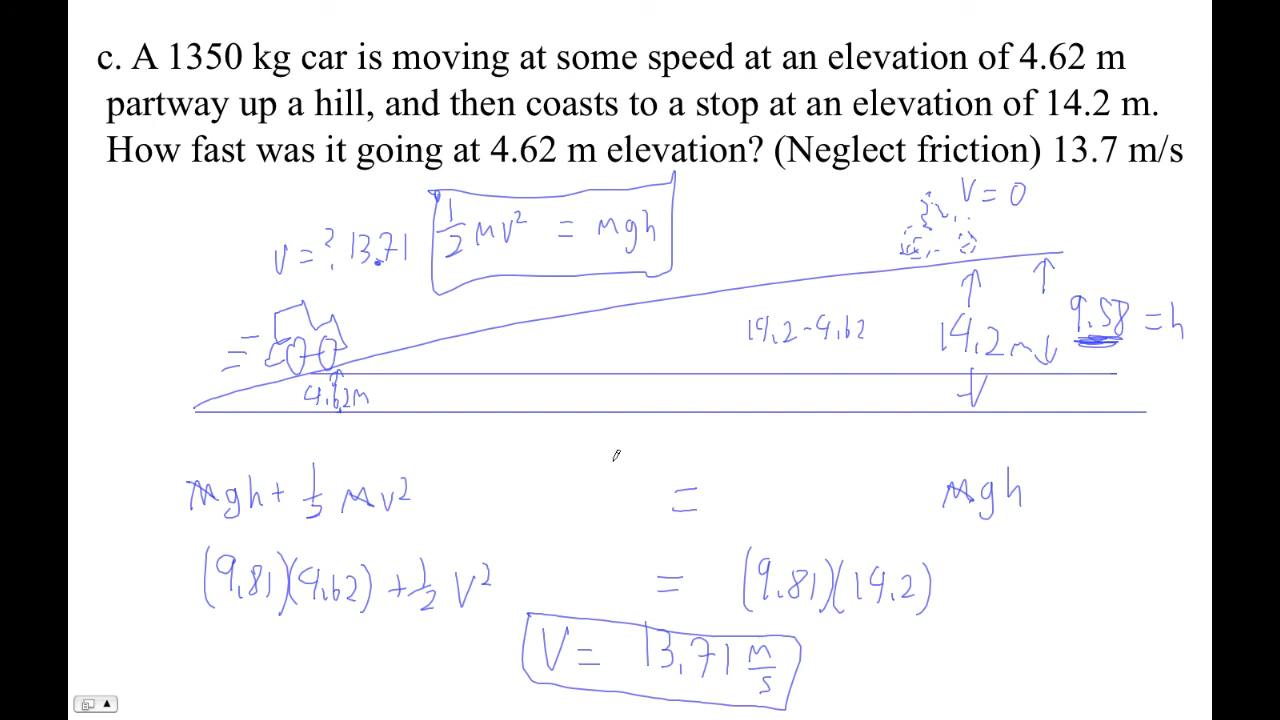 c. A 1350 kg car is moving at some speed at an elevation of 4.62 m
partway up a hill, and then coasts to a stop at an elevation of 14.2 m.
How fast was it going at 4.62 m elevation? (Neglect friction) 13.7 m/s
V = 0
V = ? 13.71
1/2 mv² = mgh
14.2 - 4.62
14.2 m
9.58 = h
4.62m
mgh + 1/2 mv² = mgh
(9.81)(4.62) + 1/2 V² = (9.81)(14.2)
V = 13.71 m/s